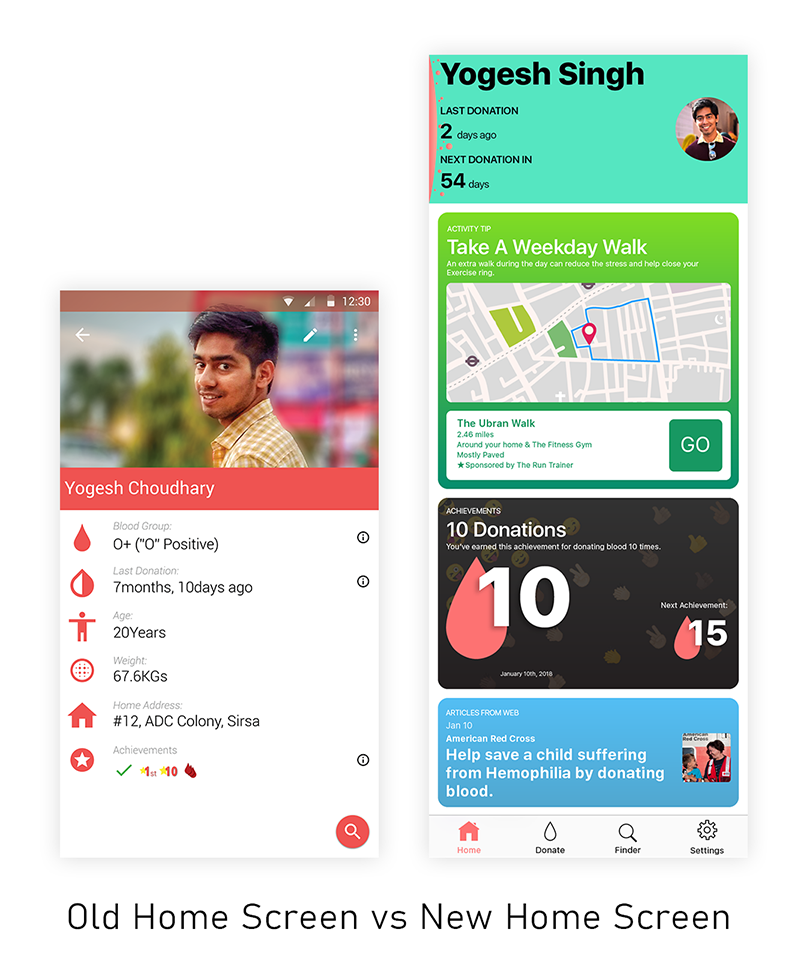 12:30
Yogesh Choudhary
Blood Group:
O+ ("O" Positive)
Last Donation:
7months, 10days ago
Age:
20Years
Weight:
67.6KGs
Home Address:
#12, ADC Colony, Sirsa
Achievements
1st 10
Yogesh Singh
LAST DONATION
2 days ago
NEXT DONATION IN
54 days
ACTIVITY TIP
Take A Weekday Walk
An extra walk during the day can reduce the stress and help close your
Exercise ring.
The Ubran Walk
2.46 miles
Around your home & The Fitness Gym
Mostly Paved
★Sponsored by The Run Trainer
GO
ACHIEVEMENTS
10 Donations
You've earned this achievement for donating blood 10 times.
10
Next Achievement:
15
January 10th, 2018
ARTICLES FROM WEB
Jan 10
American Red Cross
Help save a child suffering
from Hemophilia by donating
blood.
American
Red Cross
Home
Donate
Finder
Settings
Old Home Screen vs New Home Screen